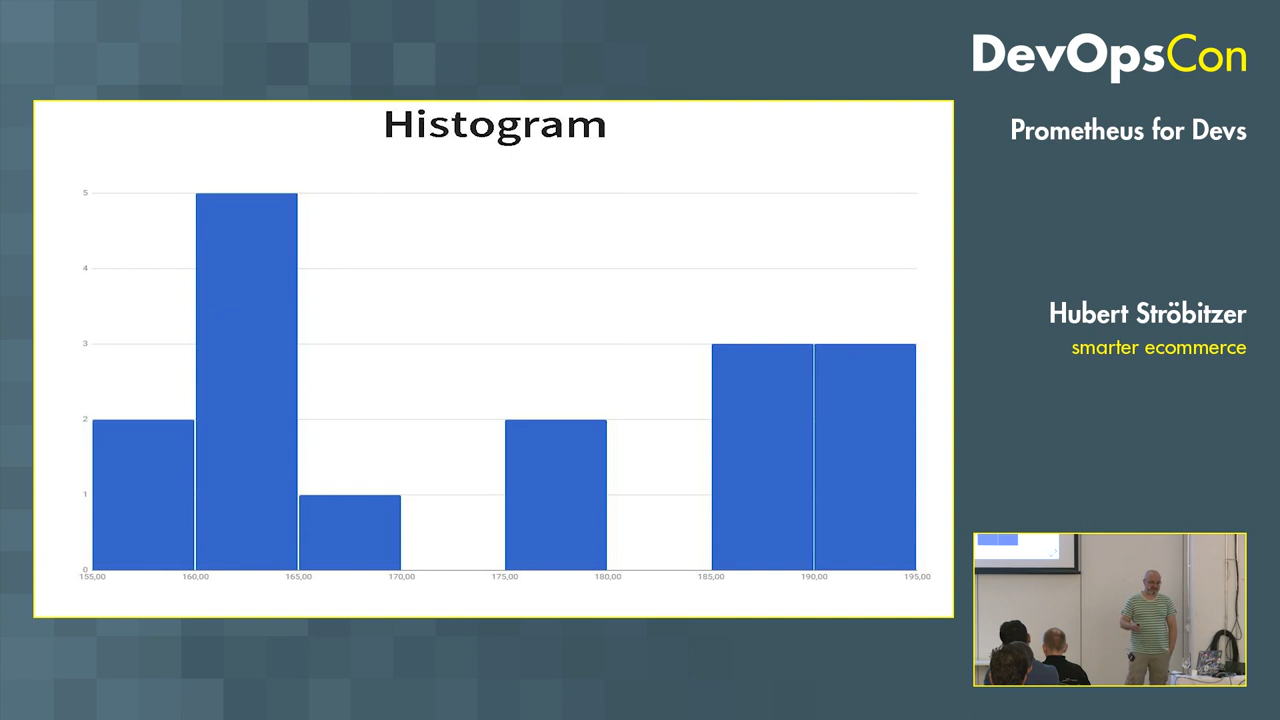 DevOpsCon
Prometheus for Devs
Hubert Ströbitzer
smarter ecommerce
Histogram
5
4
3
2
1
0
155,00 160,00 165,00 170,00 175,00 180,00 185,00 190,00 195,00